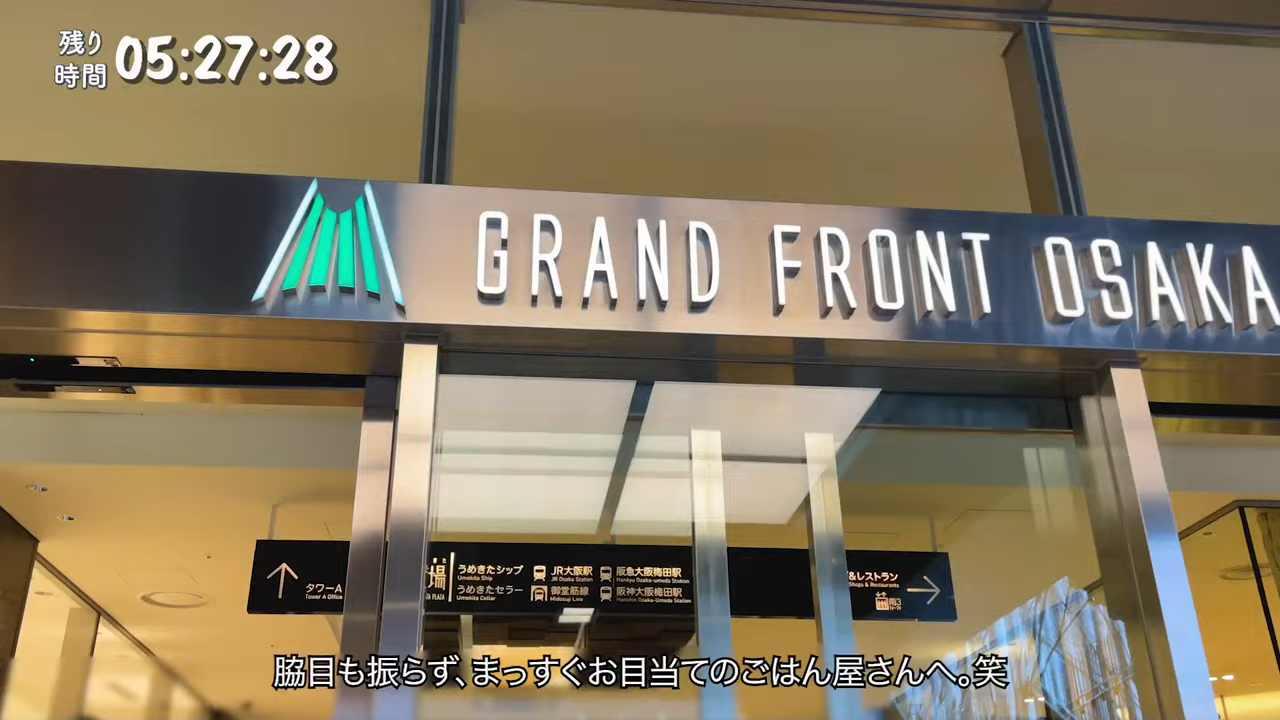 残り
時間 05:27:28
GRAND FRONT OSAKA
タワーA
Tower A Office
場
うめきたシップ
Umekita Ship
うめきたセラー
Umekita Cellar
JR大阪駅
JR Osaka Station
御堂筋線
Midosuji Line
阪急大阪梅田駅
Hankyu Osaka-umeda Station
阪神大阪梅田駅
Hanshin Osaka-umeda Station
&レストラン
Shops & Restaurants
南3
脇目も振らず、まっすぐお目当てのごはん屋さんへ。笑